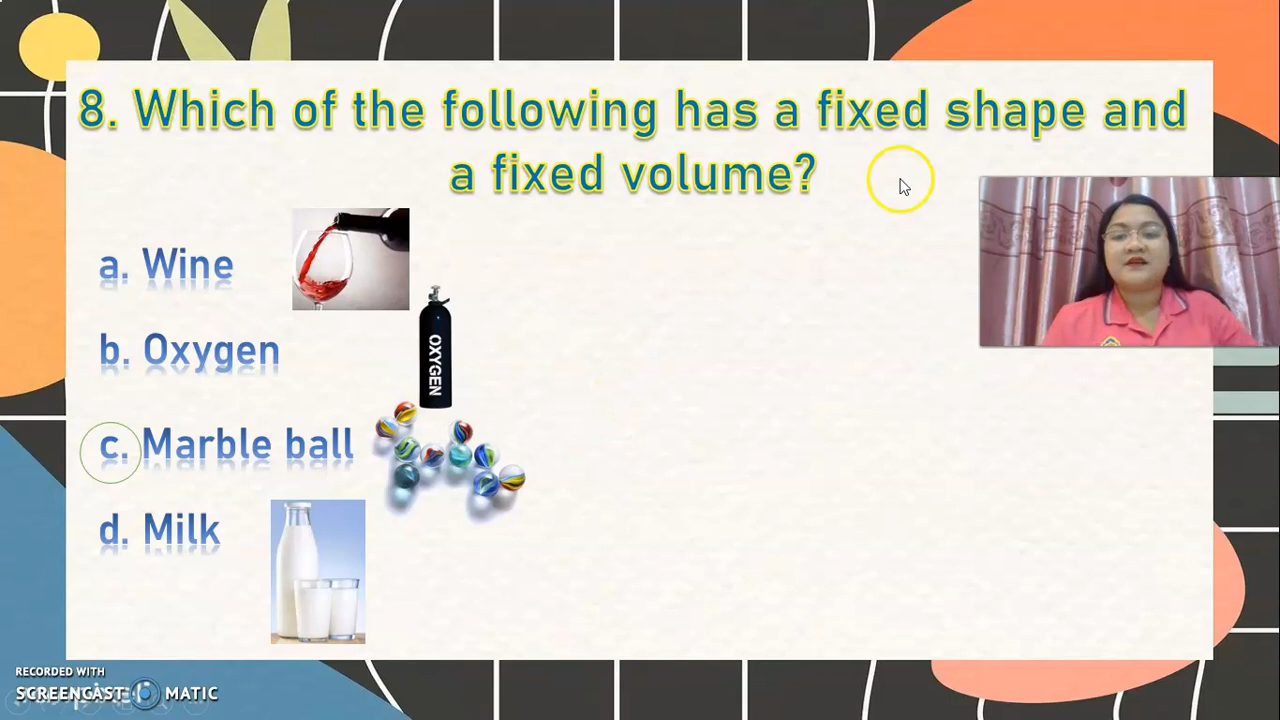 8. Which of the following has a fixed shape and
a fixed volume?
a. Wine
b. Oxygen
OXYGEN
c. Marble ball
d. Milk
RECORDED WITH
SCREENCAST MATIC